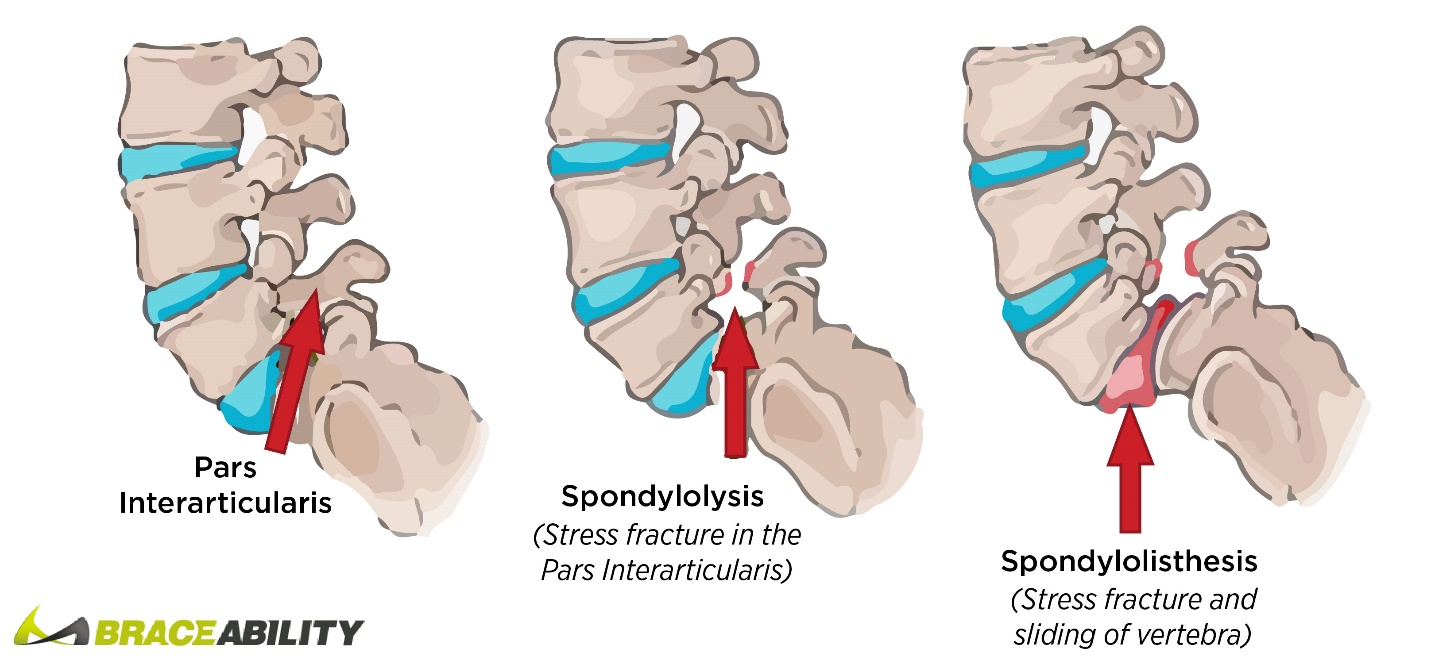 Pars
Interarticularis
Spondylolysis
(Stress fracture in the
Pars Interarticularis)
Spondylolisthesis
(Stress fracture and
sliding of vertebra)
BRACEABILITY